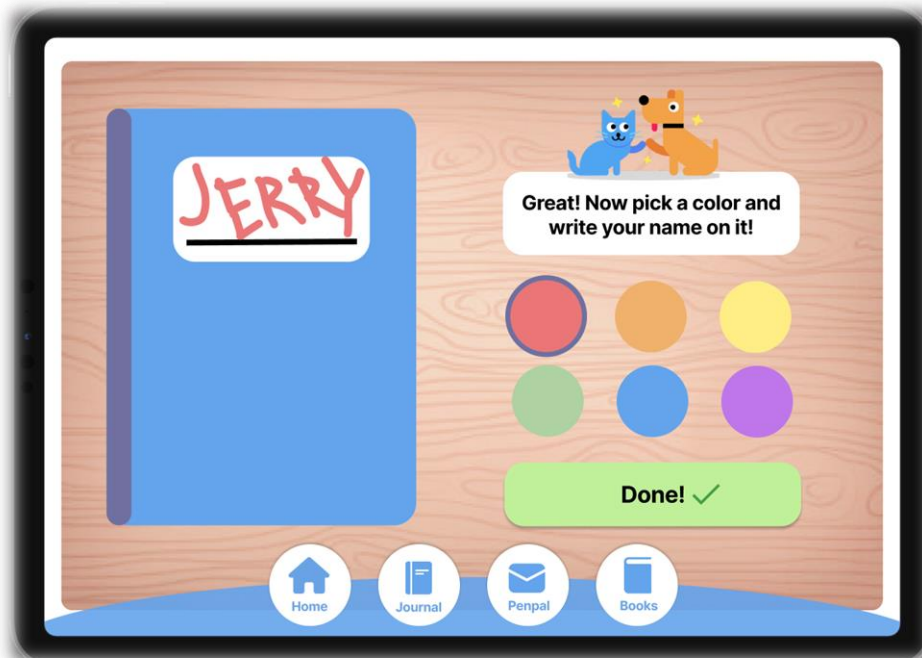 JERRY
Great! Now pick a color and
write your name on it!
Done!
Home
Journal
Penpal
Books